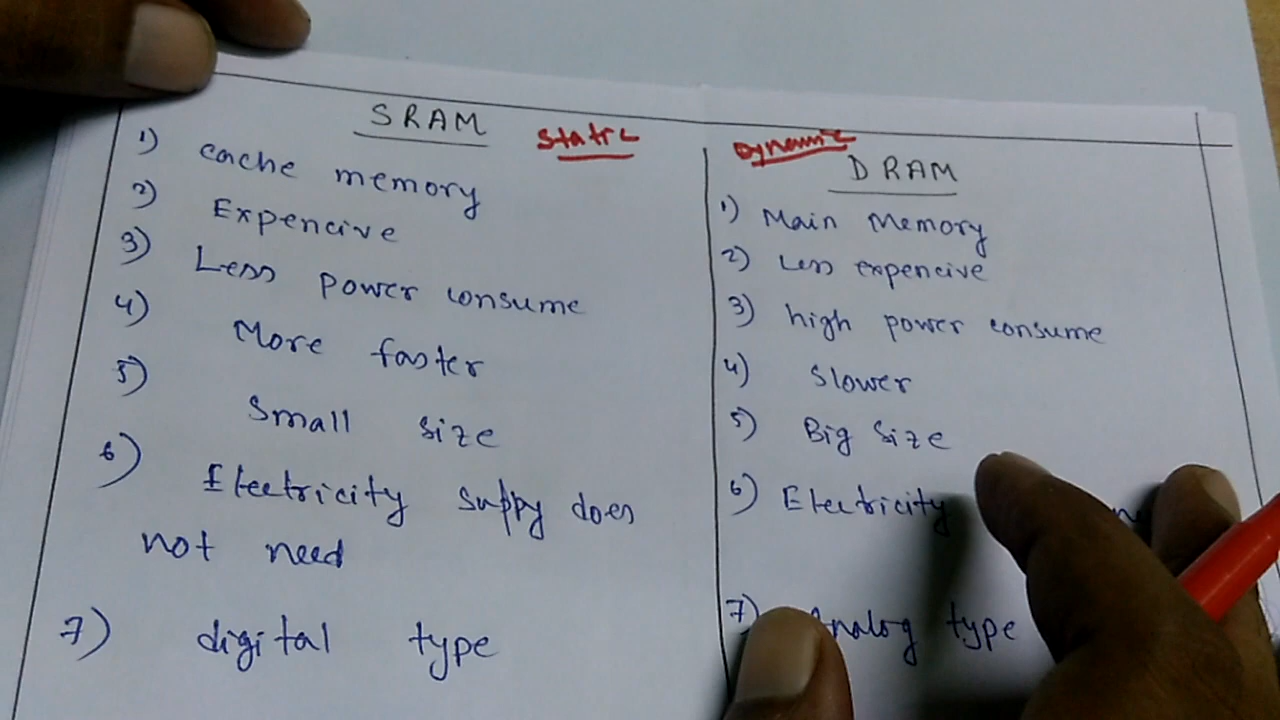 SRAM
Static
1) cache memory
2) Expencive
3) Less power consume
4) More faster
5) Small size
6) Electricity suppy does
not need
7) digital type
Dynamic
DRAM
1) Main Memory
2) Less expencive
3) high power consume
4) Slower
5) Big Size
6) Electricity
7) Analog type